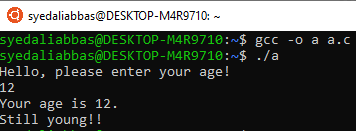 syedaliabbas@DESKTOP-M4R9710: ~
syedaliabbas@DESKTOP-M4R9710:~$ gcc -o a a.c
syedaliabbas@DESKTOP-M4R9710:~$ ./a
Hello, please enter your age!
12
Your age is 12.
Still young!!